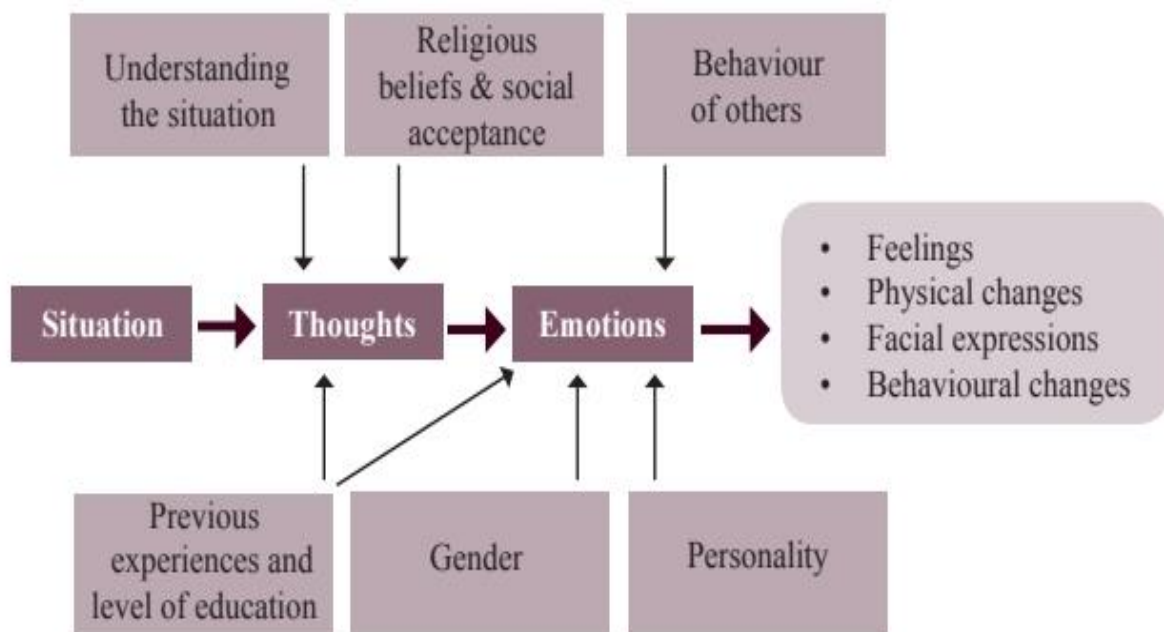 Understanding
the situation
Religious
beliefs & social
acceptance
Behaviour
of others
Situation
Thoughts
Emotions
• Feelings
• Physical changes
• Facial expressions
• Behavioural changes
Previous
experiences and
level of education
Gender
Personality